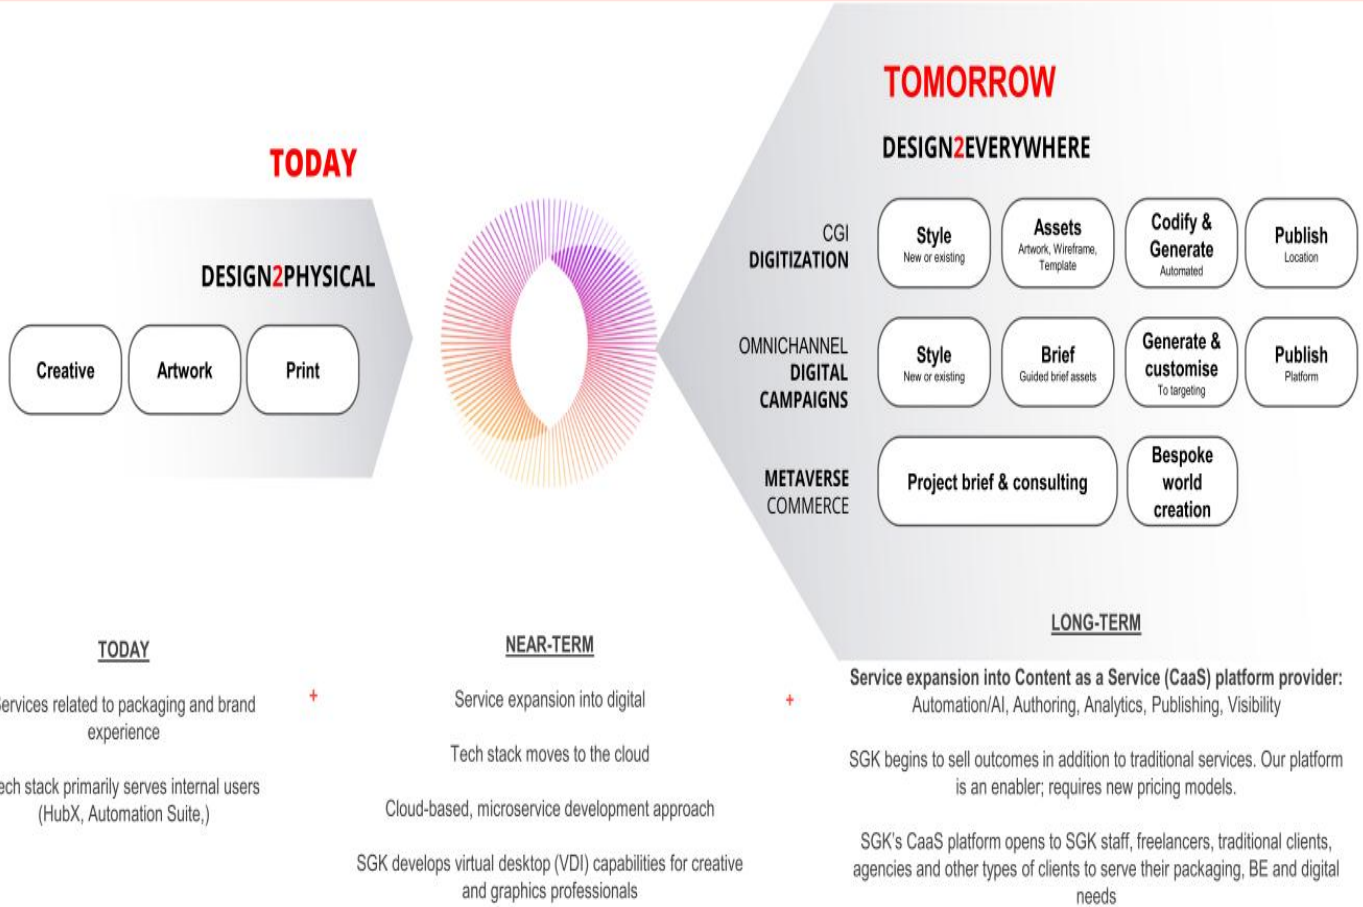 TODAY
DESIGN2PHYSICAL
Creative
Artwork
Print
TOMORROW
DESIGN2EVERYWHERE
CGI
DIGITIZATION
Style
New or existing
Assets
Artwork, Wireframe,
Template
Codify &
Generate
Automated
Publish
Location
OMNICHANNEL
DIGITAL
CAMPAIGNS
Style
New or existing
Brief
Guided brief assets
Generate &
customise
To targeting
Publish
Platform
METAVERSE
COMMERCE
Project brief & consulting
Bespoke
world
creation
TODAY
Services related to packaging and brand
experience
Tech stack primarily serves internal users
(HubX, Automation Suite,)
+
NEAR-TERM
Service expansion into digital
Tech stack moves to the cloud
Cloud-based, microservice development approach
SGK develops virtual desktop (VDI) capabilities for creative
and graphics professionals
+
LONG-TERM
Service expansion into Content as a Service (CaaS) platform provider:
Automation/AI, Authoring, Analytics, Publishing, Visibility
SGK begins to sell outcomes in addition to traditional services. Our platform
is an enabler; requires new pricing models.
SGK's CaaS platform opens to SGK staff, freelancers, traditional clients,
agencies and other types of clients to serve their packaging, BE and digital
needs